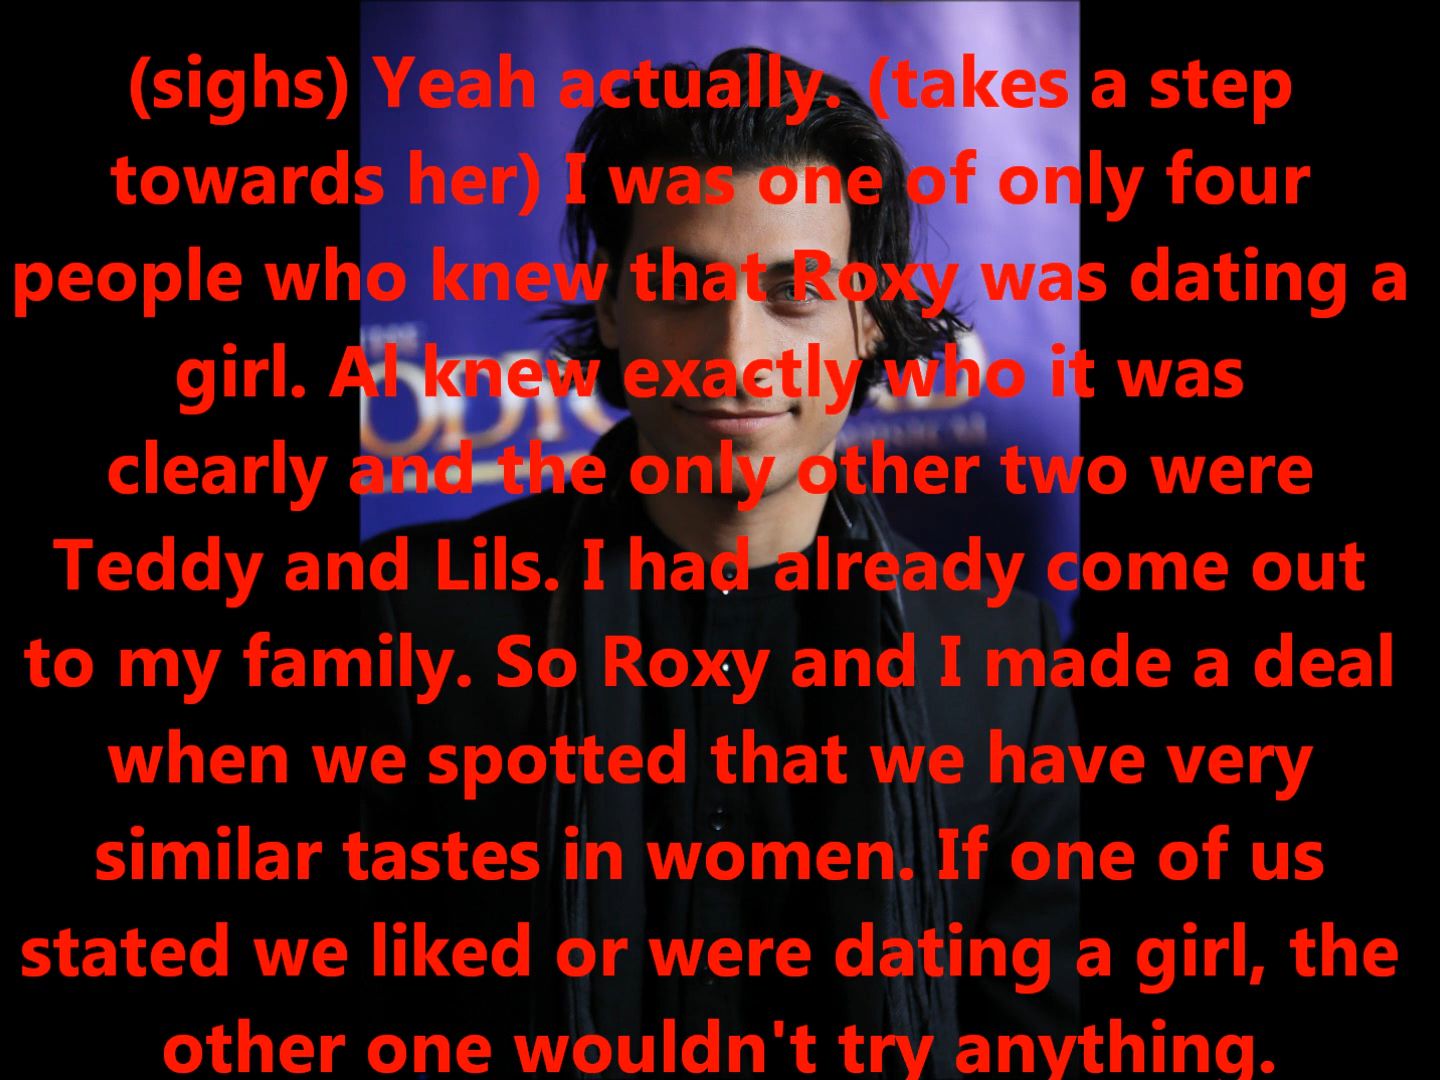 (sighs) Yeah actually. (takes a step
towards her) I was one of only four
people who knew that Roxy was dating a
girl. Al knew exactly who it was
clearly and the only other two were
Teddy and Lils. I had already come out
to my family. So Roxy and I made a deal
when we spotted that we have very
similar tastes in women. If one of us
stated we liked or were dating a girl, the
other one wouldn't try anything.